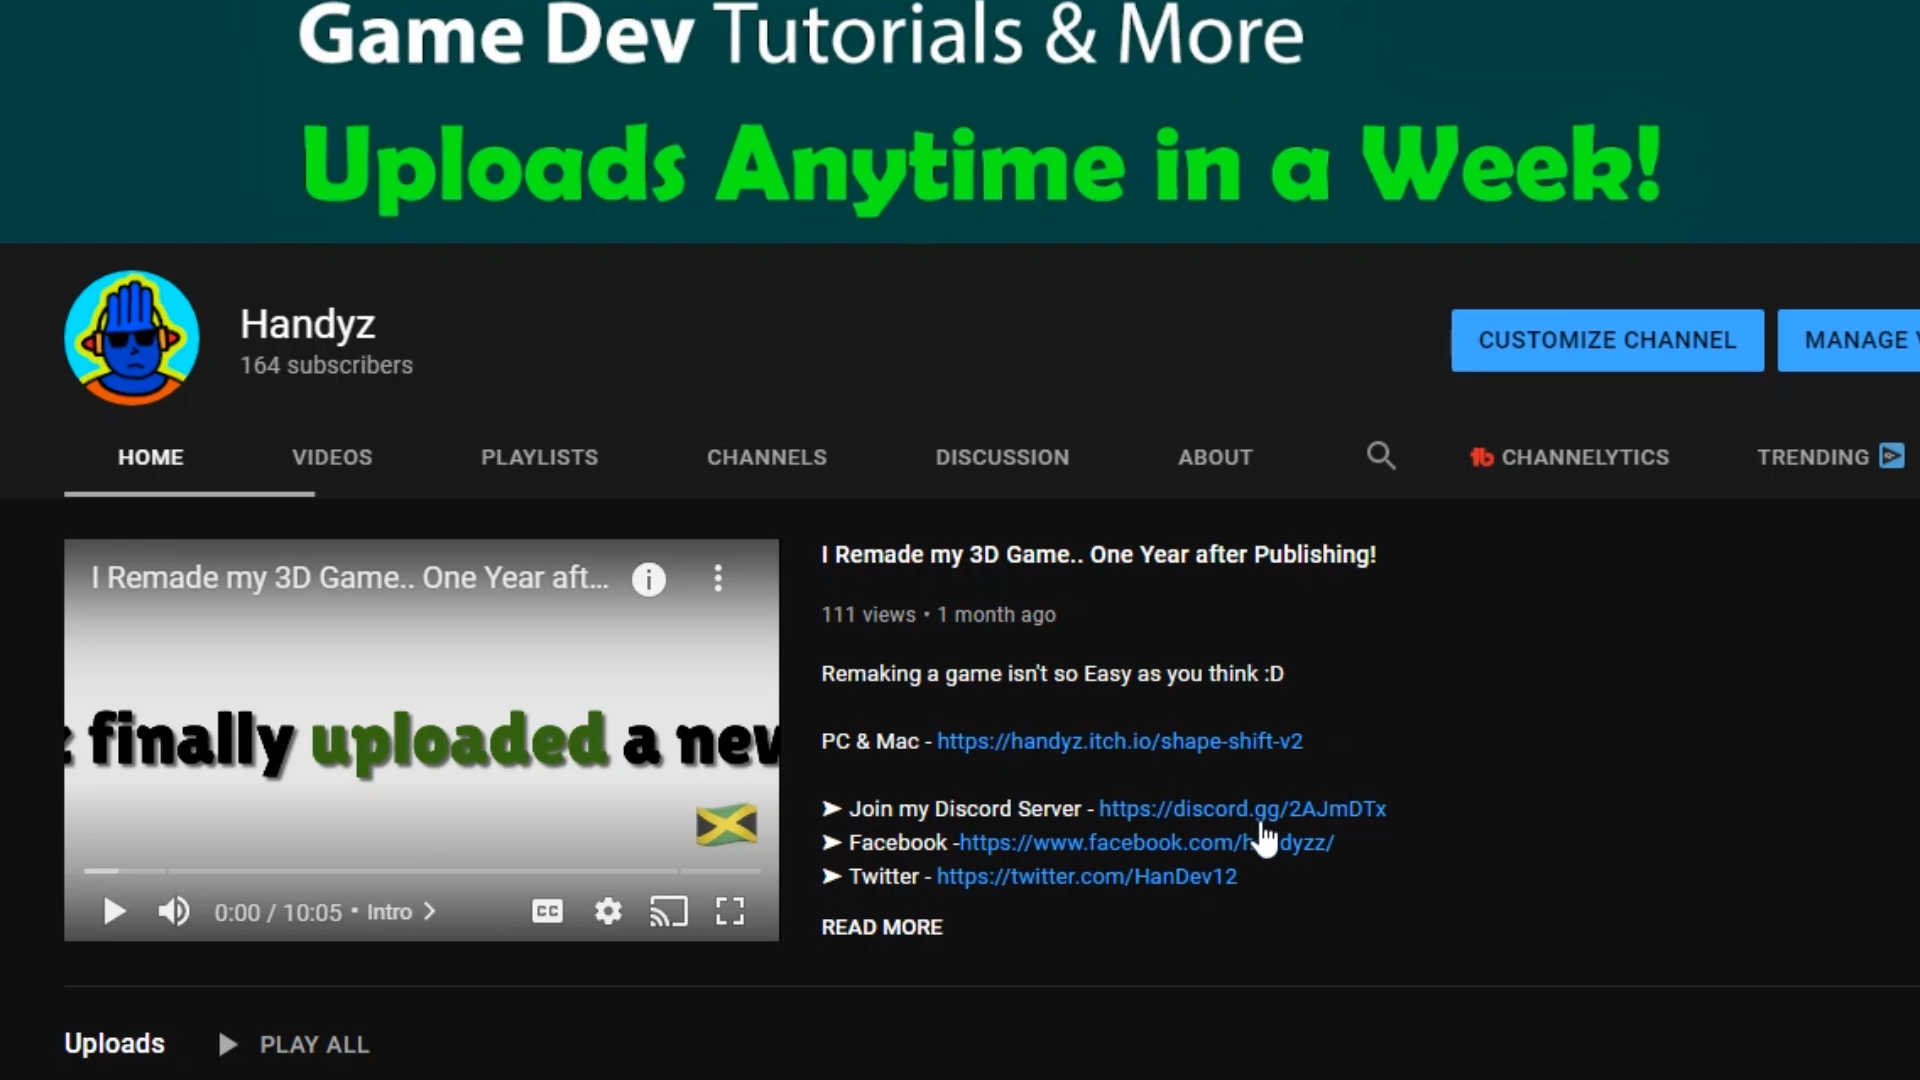 Game Dev Tutorials & More
Uploads Anytime in a Week!
Handyz
164 subscribers
CUSTOMIZE CHANNEL
MANAGE
HOME
VIDEOS
PLAYLISTS
CHANNELS
DISCUSSION
ABOUT
CHANNELYTICS
TRENDING
I Remade my 3D Game.. One Year aft...
finally uploaded a new
0:00 / 10:05 • Intro >
CC
I Remade my 3D Game.. One Year after Publishing!
111 views • 1 month ago
Remaking a game isn't so Easy as you think :D
PC & Mac - https://handyz.itch.io/shape-shift-v2
➤ Join my Discord Server - https://discord.gg/2AJmDTx
➤ Facebook -https://www.facebook.com/handyzz/
➤ Twitter - https://twitter.com/HanDev12
READ MORE
Uploads
PLAY ALL